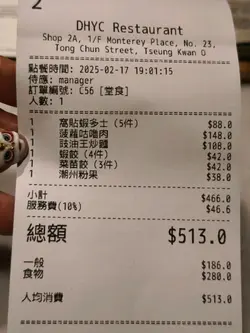 2
DHYC Restaurant
Shop 2A, 1/F Monterey Place, No. 23,
Tong Chun Street, Tseung Kwan O
點餐時間: 2025-02-17 19:01:15
侍應: manager
訂單編號: C56 [堂食]
人數: 1
1 窩貼蝦多士 (5件) $88.0
1 菠蘿咕嚕肉 $148.0
1 豉油王炒麵 $108.0
1 蝦餃 (4件) $42.0
1 菜苗餃 (3件) $42.0
1 潮州粉果 $38.0
小計 $466.0
服務費(10%) $46.6
總額 $513.0
一般 $186.0
食物 $280.0
人均消費 $513.0